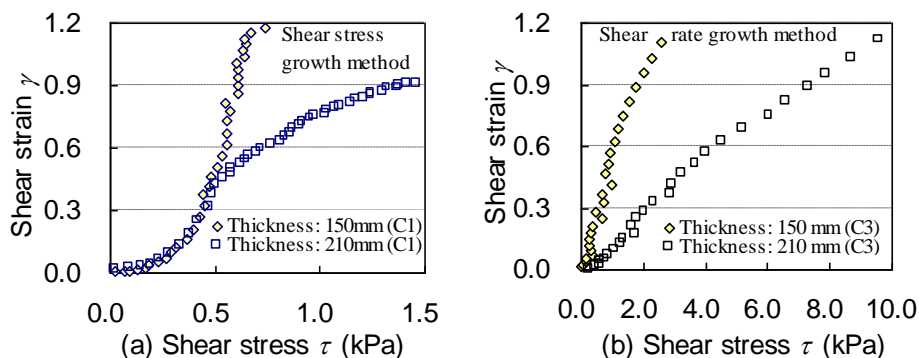 Shear strain γ
1.2
0.9
0.6
0.3
0.0
Shear stress
growth method
Thickness: 150mm (C1)
Thickness: 210mm (C1)
0.0 0.5 1.0 1.5
(a) Shear stress τ (kPa)
Shear strain γ
1.2
0.9
0.6
0.3
0.0
Shear rate growth method
Thickness: 150 mm (C3)
Thickness: 210 mm (C3)
0.0 2.0 4.0 6.0 8.0 10.0
(b) Shear stress τ (kPa)